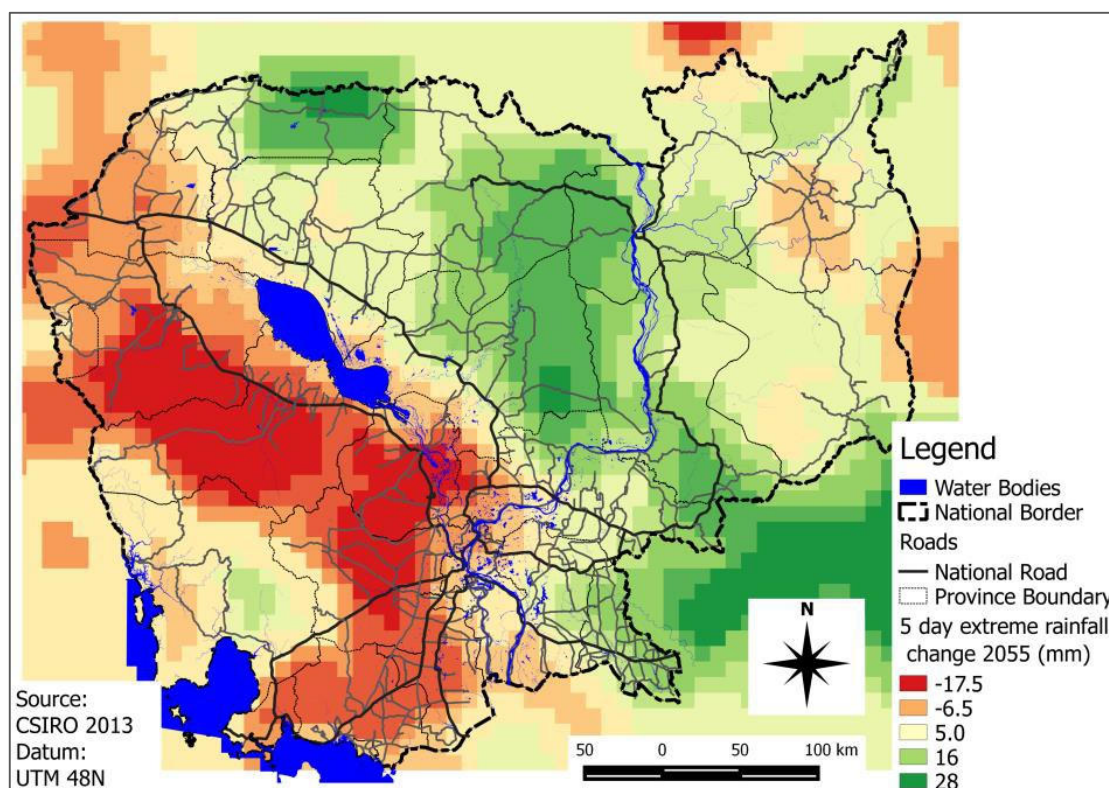 Legend
Water Bodies
National Border
Roads
National Road
Province Boundary
5 day extreme rainfall
change 2055 (mm)
-17.5
-6.5
5.0
16
28
N
Source:
CSIRO 2013
Datum:
UTM 48N
50 0 50 100 km